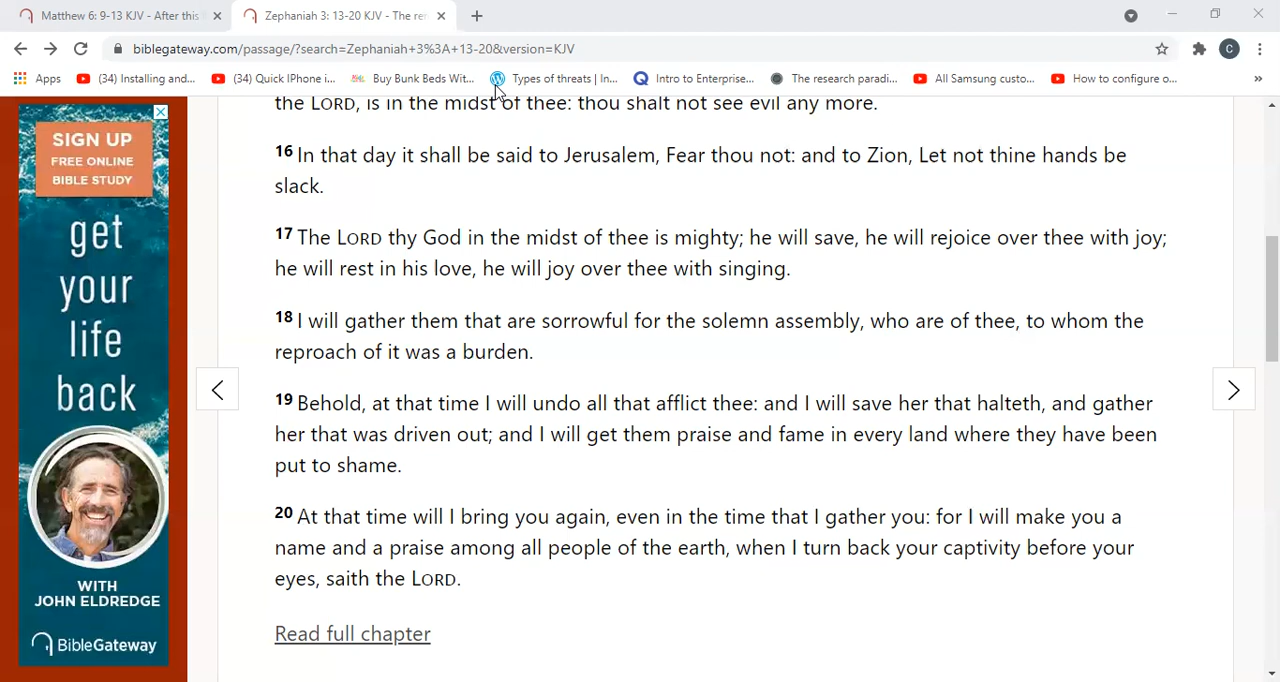 Matthew 6: 9-13 KJV - After this
Zephaniah 3: 13-20 KJV - The re
biblegateway.com/passage/?search=Zephaniah+3%3A+13-20&version=KJV
C
Apps
(34) Installing and...
(34) Quick IPhone i...
Buy Bunk Beds Wit...
Types of threats | In...
Intro to Enterprise...
The research paradi...
All Samsung custo...
How to configure o...
»
the LORD, is in the midst of thee: thou shalt not see evil any more.
16 In that day it shall be said to Jerusalem, Fear thou not: and to Zion, Let not thine hands be
slack.
17 The LORD thy God in the midst of thee is mighty; he will save, he will rejoice over thee with joy;
he will rest in his love, he will joy over thee with singing.
18 I will gather them that are sorrowful for the solemn assembly, who are of thee, to whom the
reproach of it was a burden.
19 Behold, at that time I will undo all that afflict thee: and I will save her that halteth, and gather
her that was driven out; and I will get them praise and fame in every land where they have been
put to shame.
20 At that time will I bring you again, even in the time that I gather you: for I will make you a
name and a praise among all people of the earth, when I turn back your captivity before your
eyes, saith the LORD.
Read full chapter
SIGN UP
FREE ONLINE
BIBLE STUDY
get
your
life
back
WITH
JOHN ELDREDGE
BibleGateway